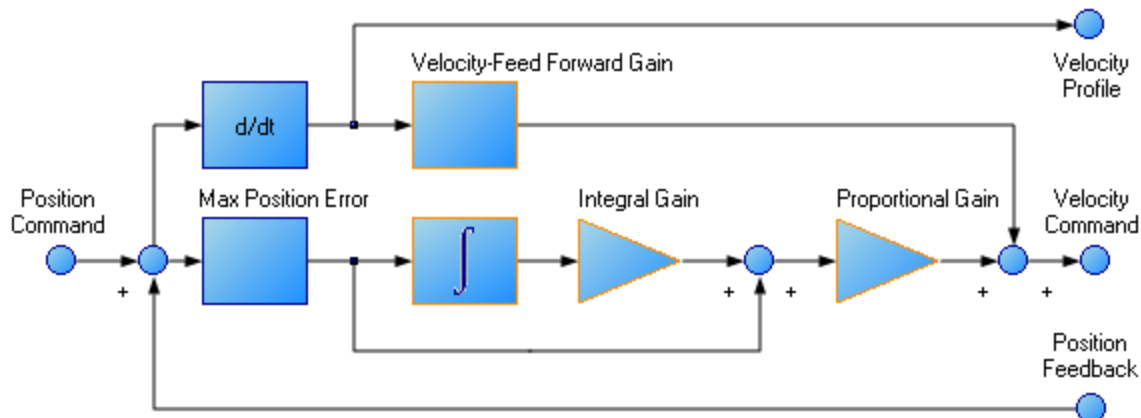 Velocity
Profile
Velocity-Feed Forward Gain
d/dt
Position
Command
Max Position Error
Integral Gain
Proportional Gain
Velocity
Command
∫
+
+
+
+
+
Position
Feedback